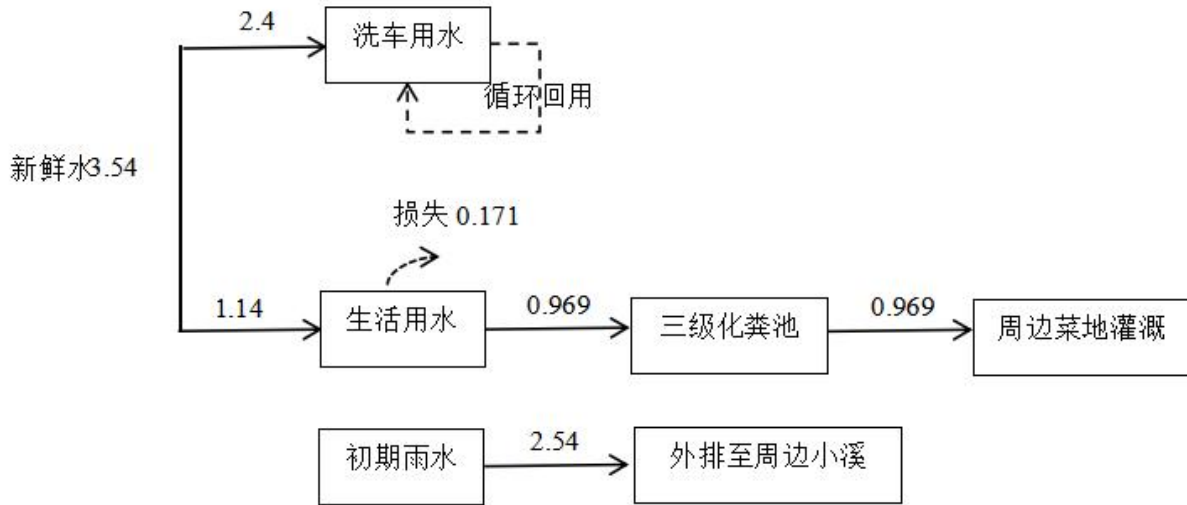 2.4
洗车用水
循环回用
新鲜水3.54
损失 0.171
1.14
生活用水
0.969
三级化粪池
0.969
周边菜地灌溉
初期雨水
2.54
外排至周边小溪